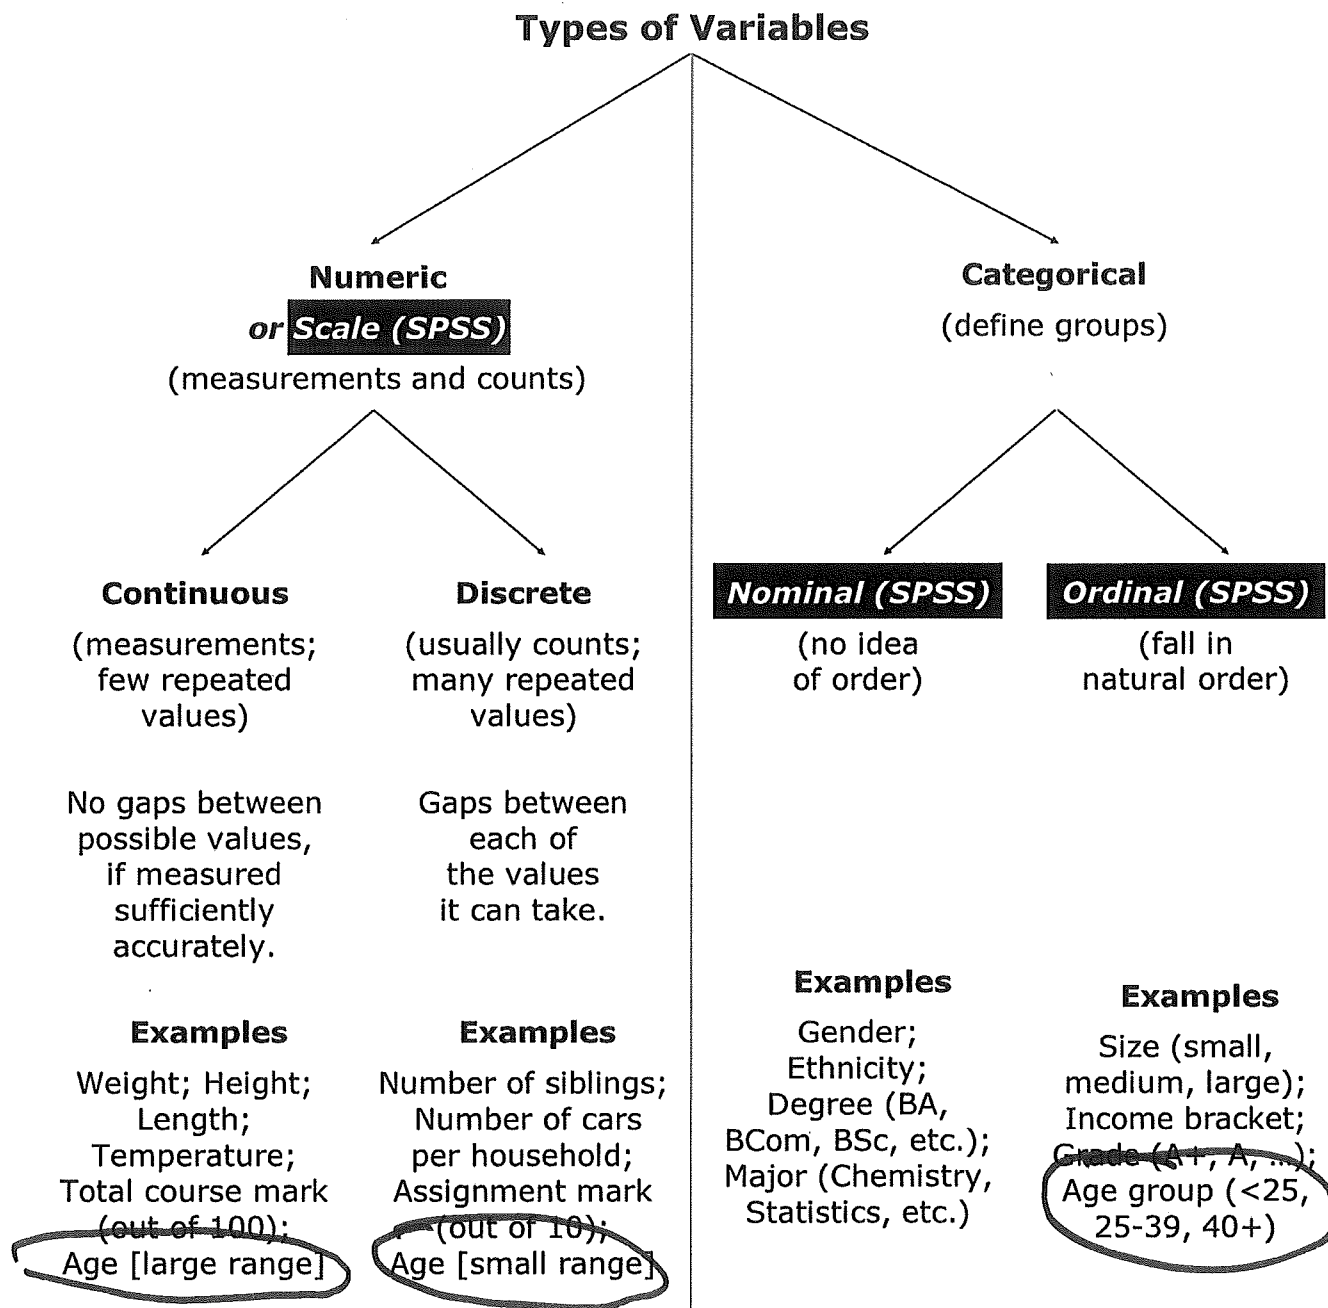 Types of Variables
Numeric
or Scale (SPSS)
(measurements and counts)
Continuous
(measurements;
few repeated
values)
No gaps between
possible values,
if measured
sufficiently
accurately.
Examples
Weight; Height;
Length;
Temperature;
Total course mark
(out of 100);
Age [large range]
Discrete
(usually counts;
many repeated
values)
Gaps between
each of
the values
it can take.
Examples
Number of siblings;
Number of cars
per household;
Assignment mark
(out of 10);
Age [small range]
Categorical
(define groups)
Nominal (SPSS)
(no idea
of order)
Examples
Gender;
Ethnicity;
Degree (BA,
BCom, BSc, etc.);
Major (Chemistry,
Statistics, etc.)
Ordinal (SPSS)
(fall in
natural order)
Examples
Size (small,
medium, large);
Income bracket;
Grade (A+, A, ...);
Age group (<25,
25-39, 40+)